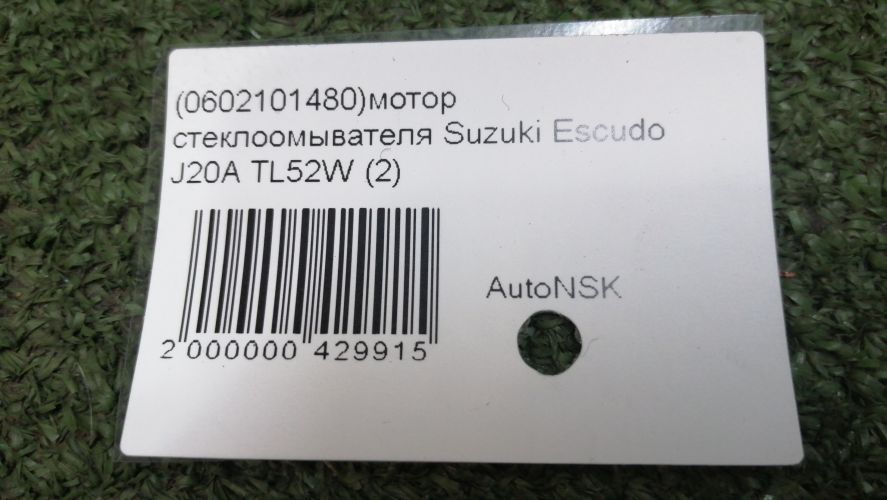 (0602101480)мотор
стеклоомывателя Suzuki Escudo
J20A TL52W (2)
AutoNSK
2 000000 429915